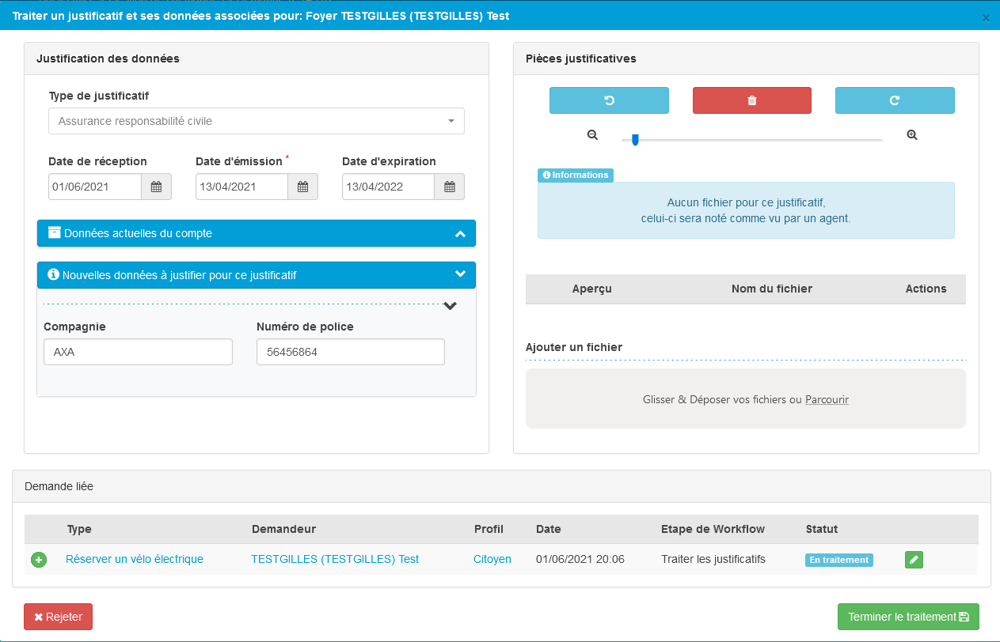 Traiter un justificatif et ses données associées pour: Foyer TESTGILLES (TESTGILLES) Test
×
Justification des données
Type de justificatif
Assurance responsabilité civile
Date de réception
Date d'émission *
Date d'expiration
01/06/2021
13/04/2021
13/04/2022
Données actuelles du compte
Nouvelles données à justifier pour ce justificatif
Compagnie
Numéro de police
AXA
56456864
Pièces justificatives
Informations
Aucun fichier pour ce justificatif,
celui-ci sera noté comme vu par un agent.
Aperçu
Nom du fichier
Actions
Ajouter un fichier
Glisser & Déposer vos fichiers ou Parcourir
Demande liée
Type
Demandeur
Profil
Date
Etape de Workflow
Statut
Réserver un vélo électrique
TESTGILLES (TESTGILLES) Test
Citoyen
01/06/2021 20:06
Traiter les justificatifs
En traitement
Rejeter
Terminer le traitement